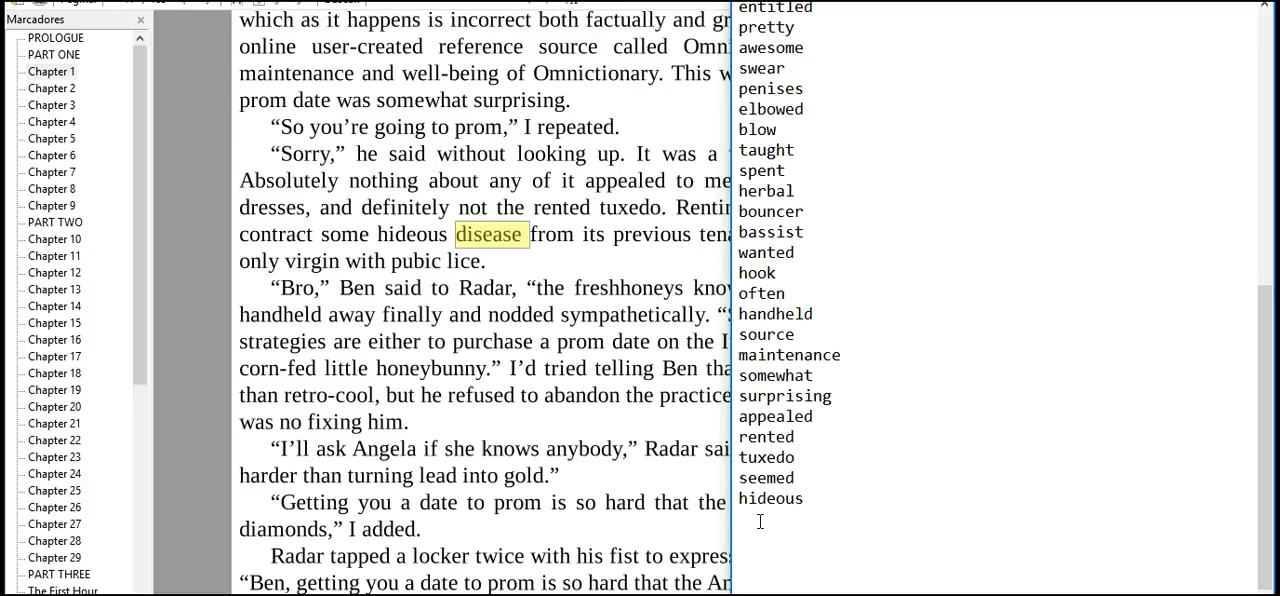 Marcadores
PROLOGUE
PART ONE
Chapter 1
Chapter 2
Chapter 3
Chapter 4
Chapter 5
Chapter 6
Chapter 7
Chapter 8
Chapter 9
PART TWO
Chapter 10
Chapter 11
Chapter 12
Chapter 13
Chapter 14
Chapter 15
Chapter 16
Chapter 17
Chapter 18
Chapter 19
Chapter 20
Chapter 21
Chapter 22
Chapter 23
Chapter 24
Chapter 25
Chapter 26
Chapter 27
Chapter 28
Chapter 29
PART THREE
The First Hour
which as it happens is incorrect both factually and gr
online user-created reference source called Omni
maintenance and well-being of Omnictionary. This w
prom date was somewhat surprising.
“So you’re going to prom,” I repeated.
“Sorry,” he said without looking up. It was a
Absolutely nothing about any of it appealed to me
dresses, and definitely not the rented tuxedo. Rentin
contract some hideous disease from its previous tena
only virgin with pubic lice.
“Bro,” Ben said to Radar, “the freshhoneys kno
handheld away finally and nodded sympathetically. “S
strategies are either to purchase a prom date on the I
corn-fed little honeybunny.” I’d tried telling Ben tha
than retro-cool, but he refused to abandon the practice
was no fixing him.
“I’ll ask Angela if she knows anybody,” Radar sai
harder than turning lead into gold.”
“Getting you a date to prom is so hard that the
diamonds,” I added.
Radar tapped a locker twice with his fist to expres
“Ben, getting you a date to prom is so hard that the An
entitled
pretty
awesome
swear
penises
elbowed
blow
taught
spent
herbal
bouncer
bassist
wanted
hook
often
handheld
source
maintenance
somewhat
surprising
appealed
rented
tuxedo
seemed
hideous